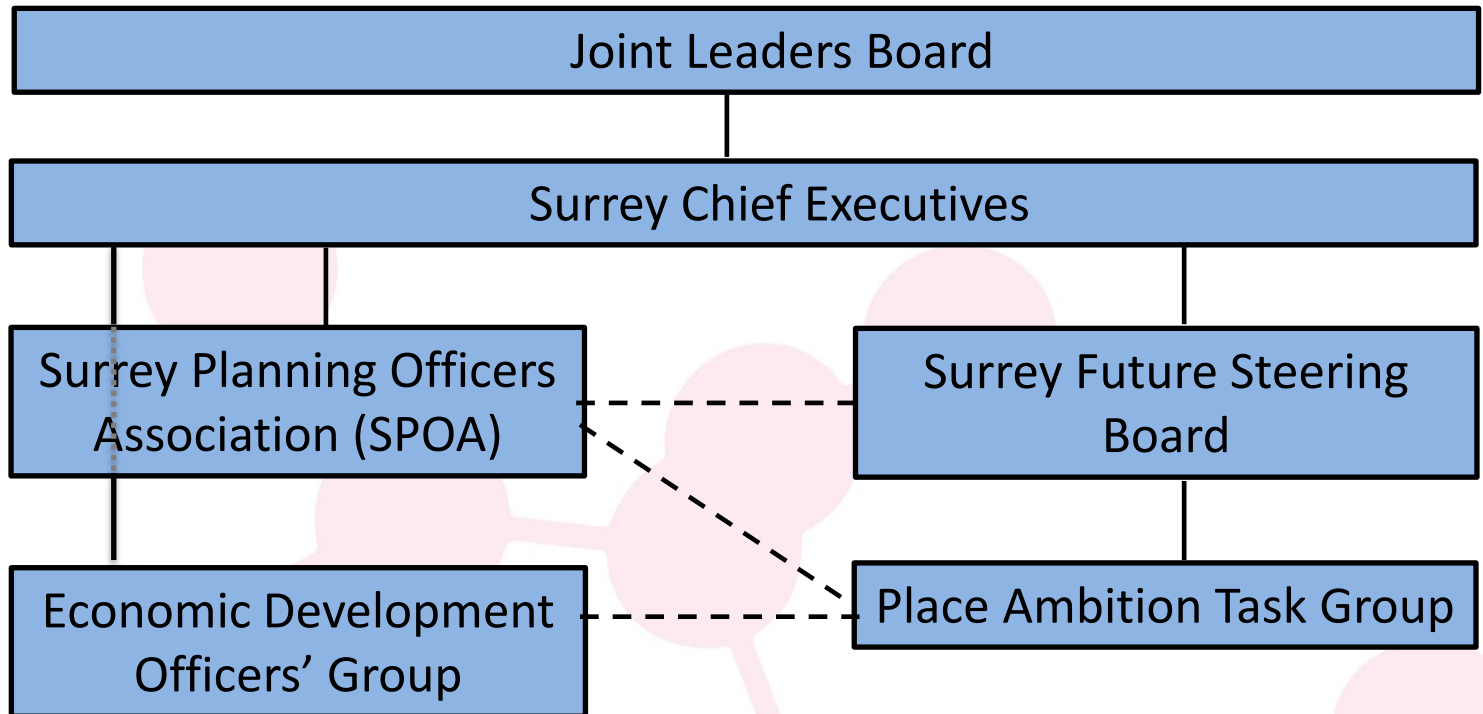 Joint Leaders Board
Surrey Chief Executives
Surrey Planning Officers
Association (SPOA)
Surrey Future Steering
Board
Economic Development
Officers’ Group
Place Ambition Task Group